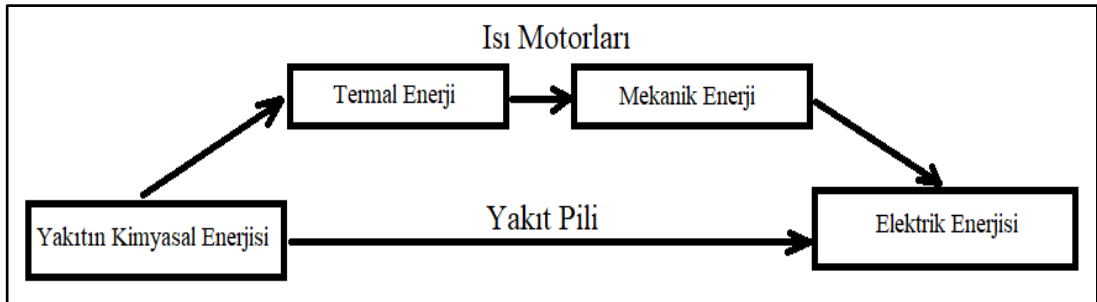 Isı Motorları
Termal Enerji
Mekanik Enerji
Yakıtın Kimyasal Enerjisi
Yakıt Pili
Elektrik Enerjisi